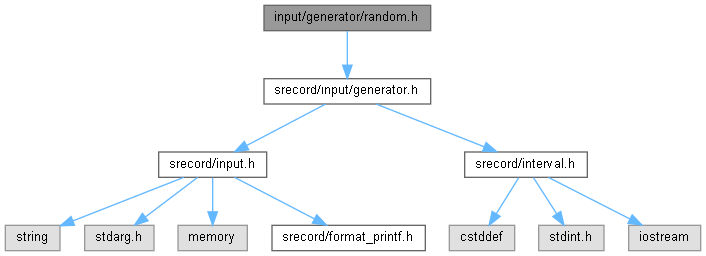 input/generator/random.h
srecord/input/generator.h
srecord/input.h
srecord/interval.h
string
stdarg.h
memory
srecord/format_printf.h
cstddef
stdint.h
iostream